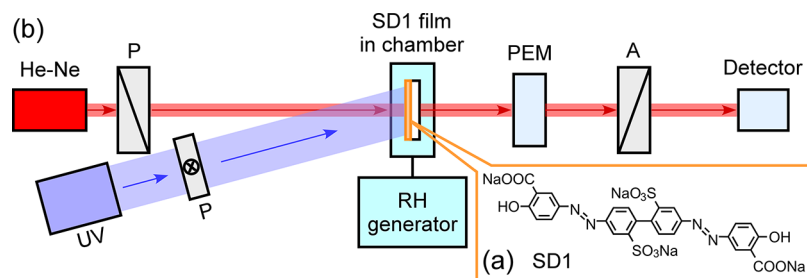 (b)
P
SD1 film
in chamber
PEM
A
He-Ne
Detector
UV
P
RH
generator
(a)
SD1
NaOOC
HO
N
N
NaO₃S
SO₃Na
N
N
OH
COONa